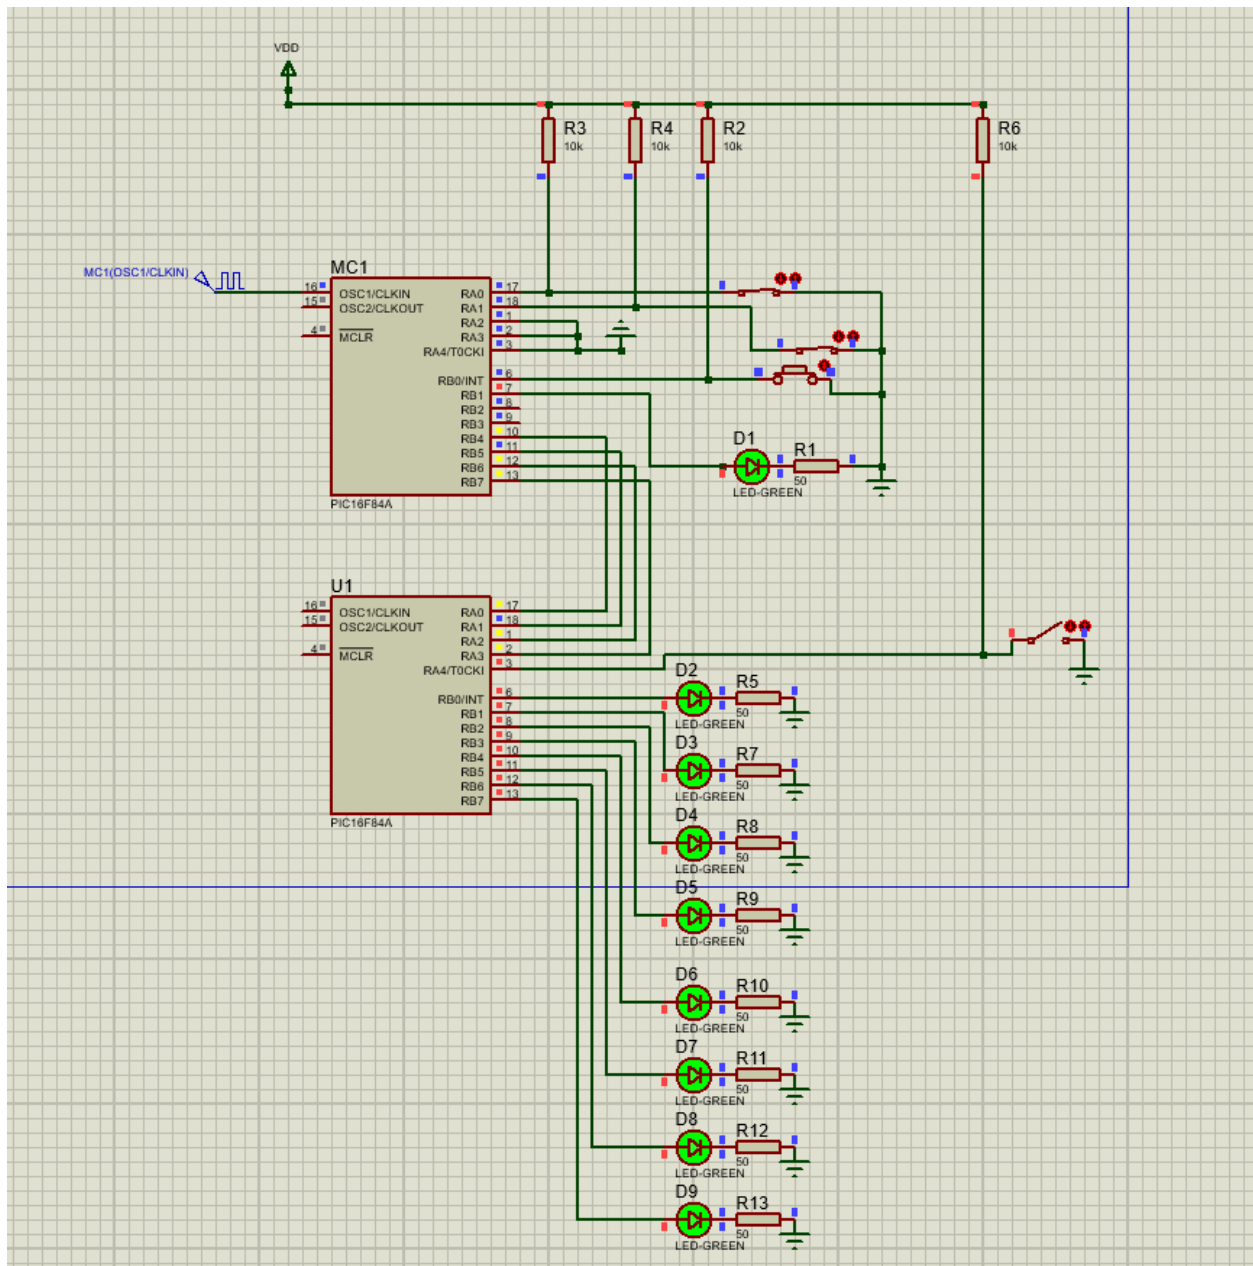 VDD
R3
10k
R4
10k
R2
10k
R6
10k
MC1(OSC1/CLKIN)
MC1
16 OSC1/CLKIN RA0 17
15 OSC2/CLKOUT RA1 18
RA2 1
4 MCLR RA3 2
RA4/T0CKI 3
RB0/INT 6
RB1 7
RB2 8
RB3 9
RB4 10
RB5 11
RB6 12
RB7 13
PIC16F84A
D1
LED-GREEN
R1
50
U1
16 OSC1/CLKIN RA0 17
15 OSC2/CLKOUT RA1 18
RA2 1
4 MCLR RA3 2
RA4/T0CKI 3
RB0/INT 6
RB1 7
RB2 8
RB3 9
RB4 10
RB5 11
RB6 12
RB7 13
PIC16F84A
D2
LED-GREEN
R5
50
D3
LED-GREEN
R7
50
D4
LED-GREEN
R8
50
D5
LED-GREEN
R9
50
D6
LED-GREEN
R10
50
D7
LED-GREEN
R11
50
D8
LED-GREEN
R12
50
D9
LED-GREEN
R13
50